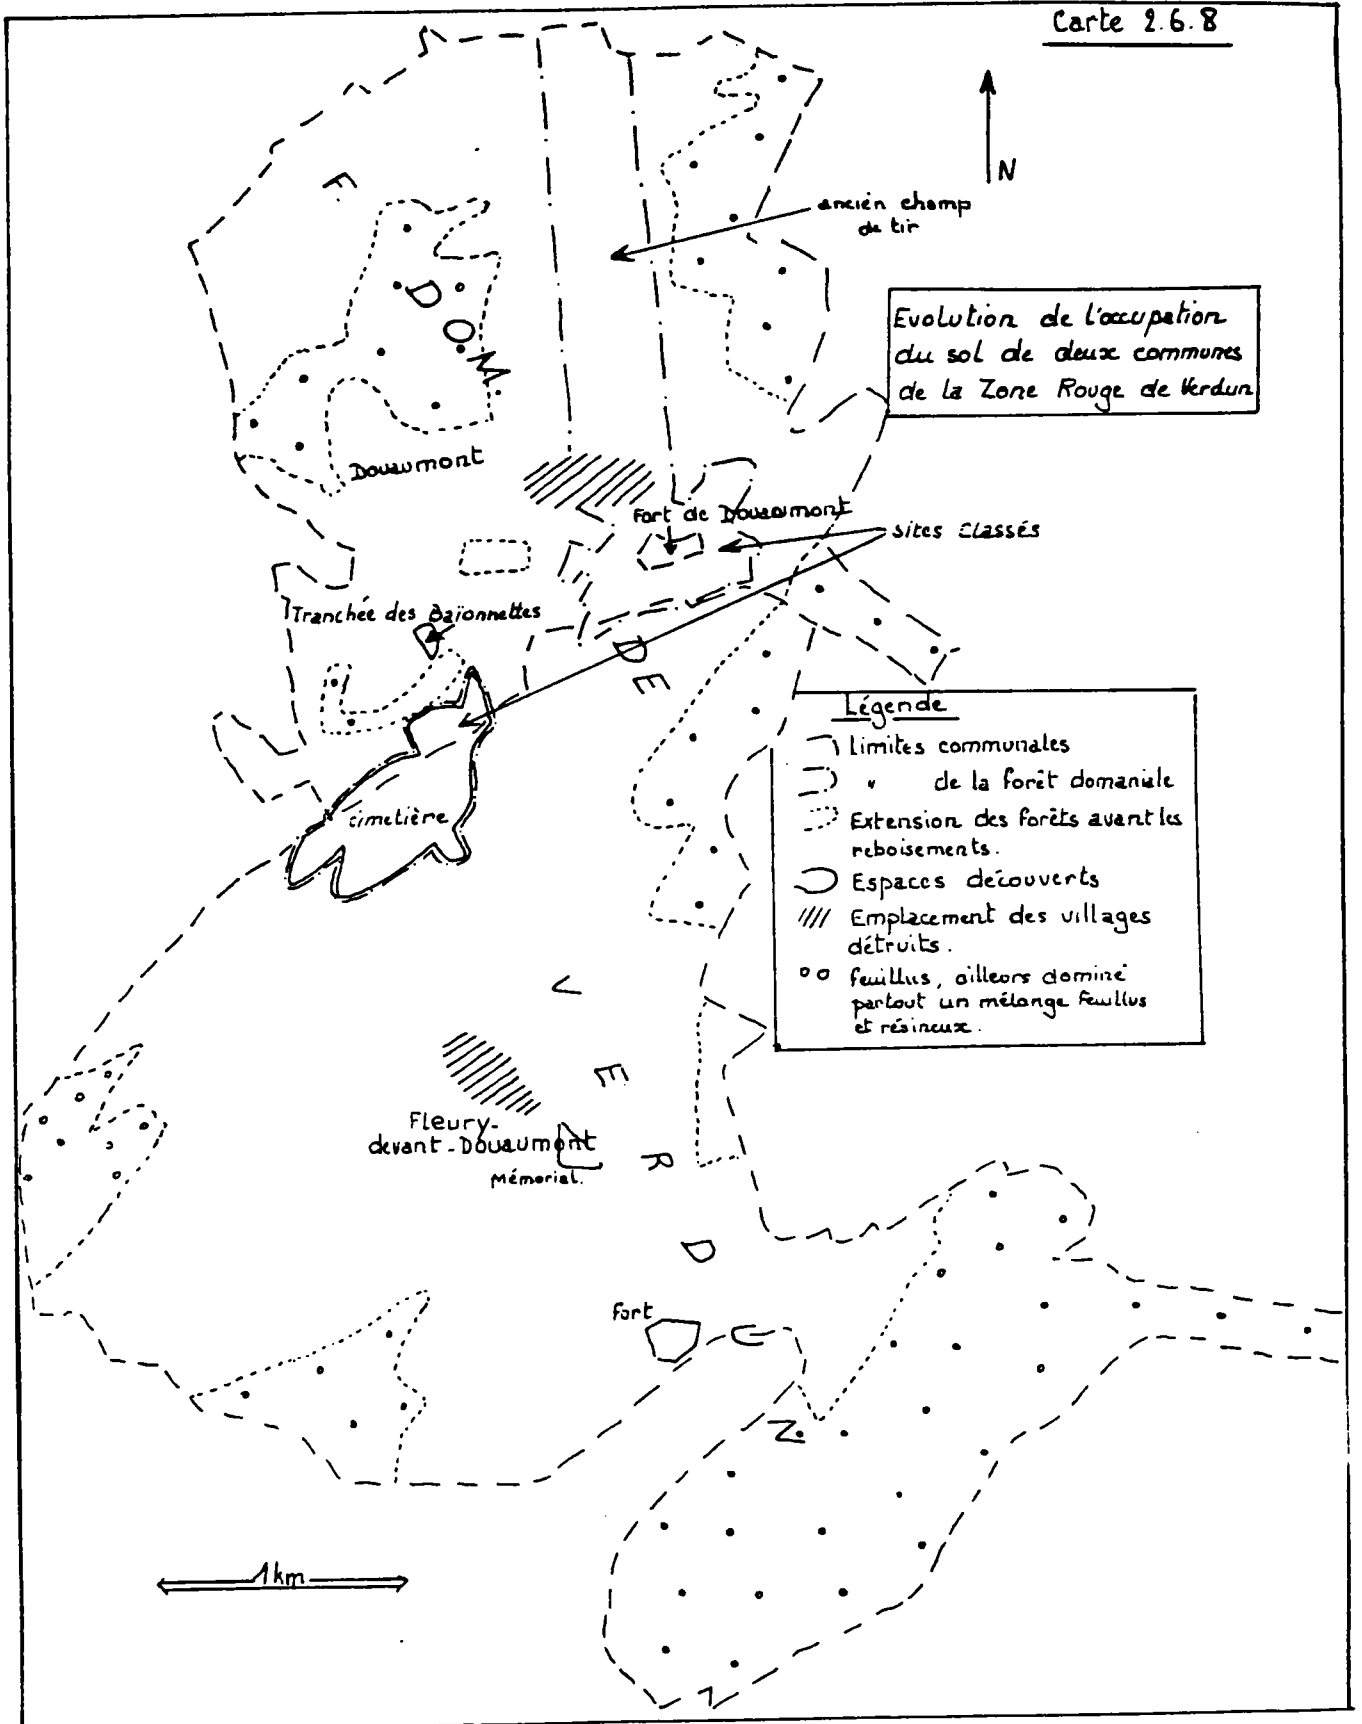 Carte 2.6.8
N
ancien champ
de tir
Evolution de l'occupation
du sol de deux communes
de la Zone Rouge de Verdun
F. DOM. DE VERDUN
Douaumont
Fort de Douaumont
sites classés
Tranchée des Baïonnettes
cimetière
Légende
Limites communales
" de la forêt domaniale
Extension des forêts avant les
reboisements.
Espaces découverts
Emplacement des villages
détruits.
feuillus, ailleurs domine
partout un mélange feuillus
et résineux.
Fleury-
devant-Douaumont
Mémorial.
Fort
1km